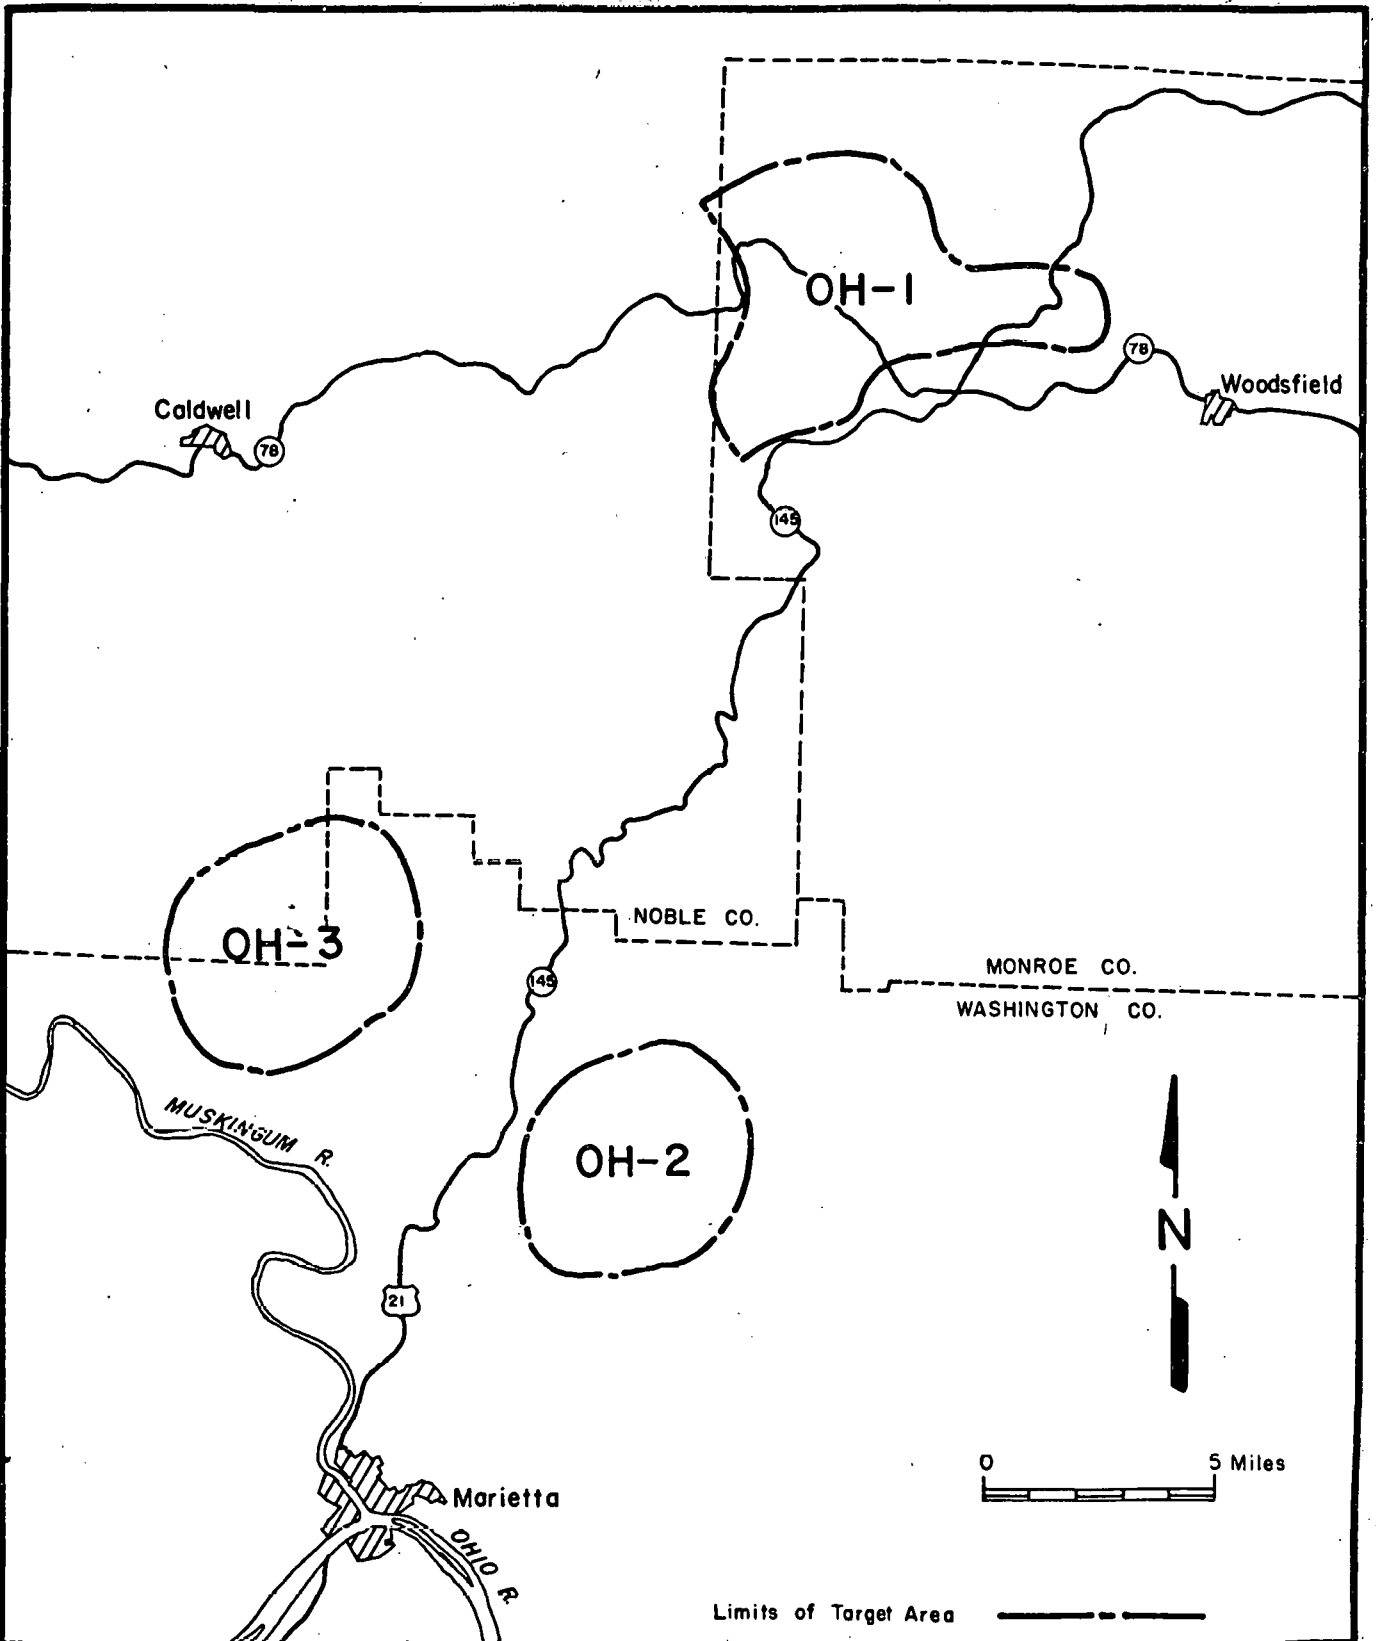 OH-1
78
Woodsfield
Caldwell
78
145
NOBLE CO.
OH-3
MONROE CO.
145
WASHINGTON CO.
MUSKINGUM R.
OH-2
N
21
0 5 Miles
Marietta
OHIO R.
Limits of Target Area